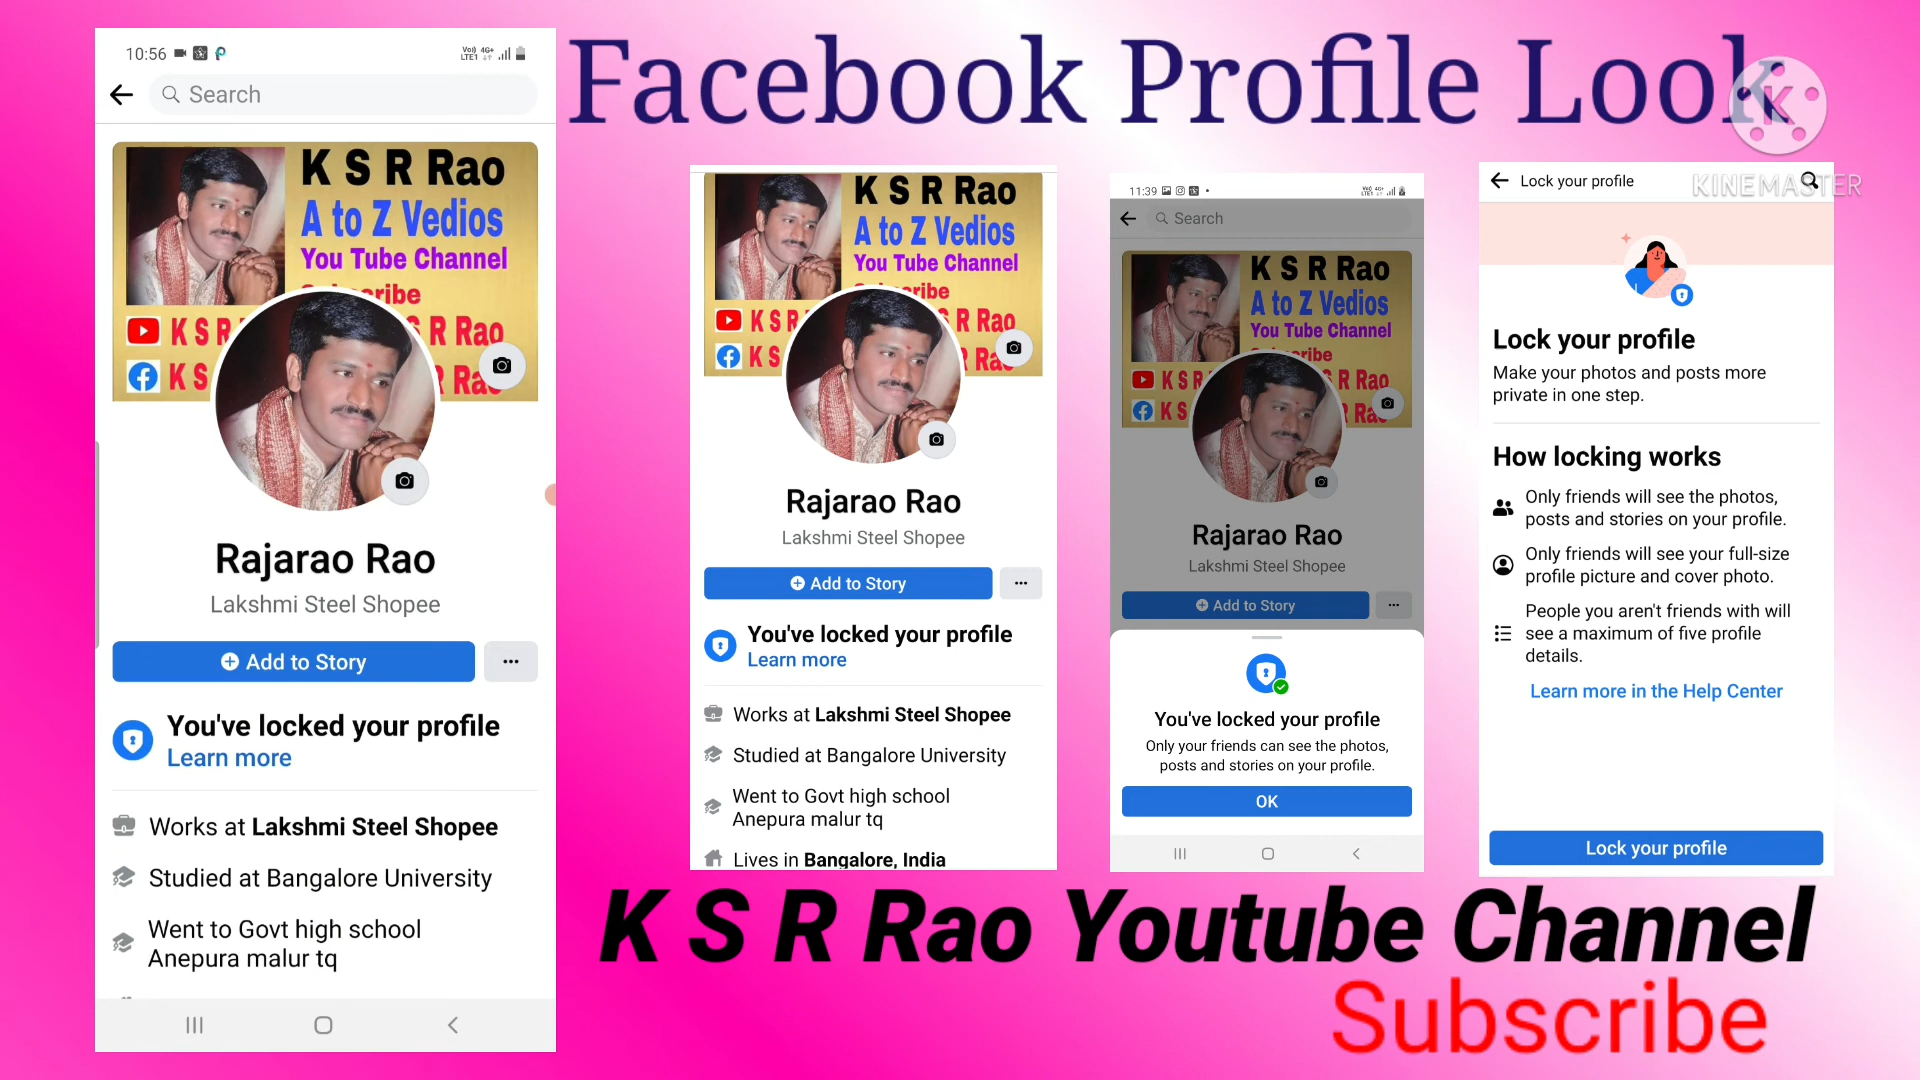 Facebook Profile Look
KINEMASTER
10:56
Search
K S R Rao
A to Z Vedios
You Tube Channel
Rajarao Rao
Lakshmi Steel Shopee
Add to Story
You've locked your profile
Learn more
Works at Lakshmi Steel Shopee
Studied at Bangalore University
Went to Govt high school
Anepura malur tq
K S R Rao
A to Z Vedios
You Tube Channel
Rajarao Rao
Lakshmi Steel Shopee
Add to Story
You've locked your profile
Learn more
Works at Lakshmi Steel Shopee
Studied at Bangalore University
Went to Govt high school
Anepura malur tq
Lives in Bangalore, India
11:39
Search
K S R Rao
A to Z Vedios
You Tube Channel
Rajarao Rao
Lakshmi Steel Shopee
Add to Story
You've locked your profile
Only your friends can see the photos,
posts and stories on your profile.
OK
Lock your profile
Lock your profile
Make your photos and posts more
private in one step.
How locking works
Only friends will see the photos,
posts and stories on your profile.
Only friends will see your full-size
profile picture and cover photo.
People you aren't friends with will
see a maximum of five profile
details.
Learn more in the Help Center
Lock your profile
K S R Rao Youtube Channel
Subscribe